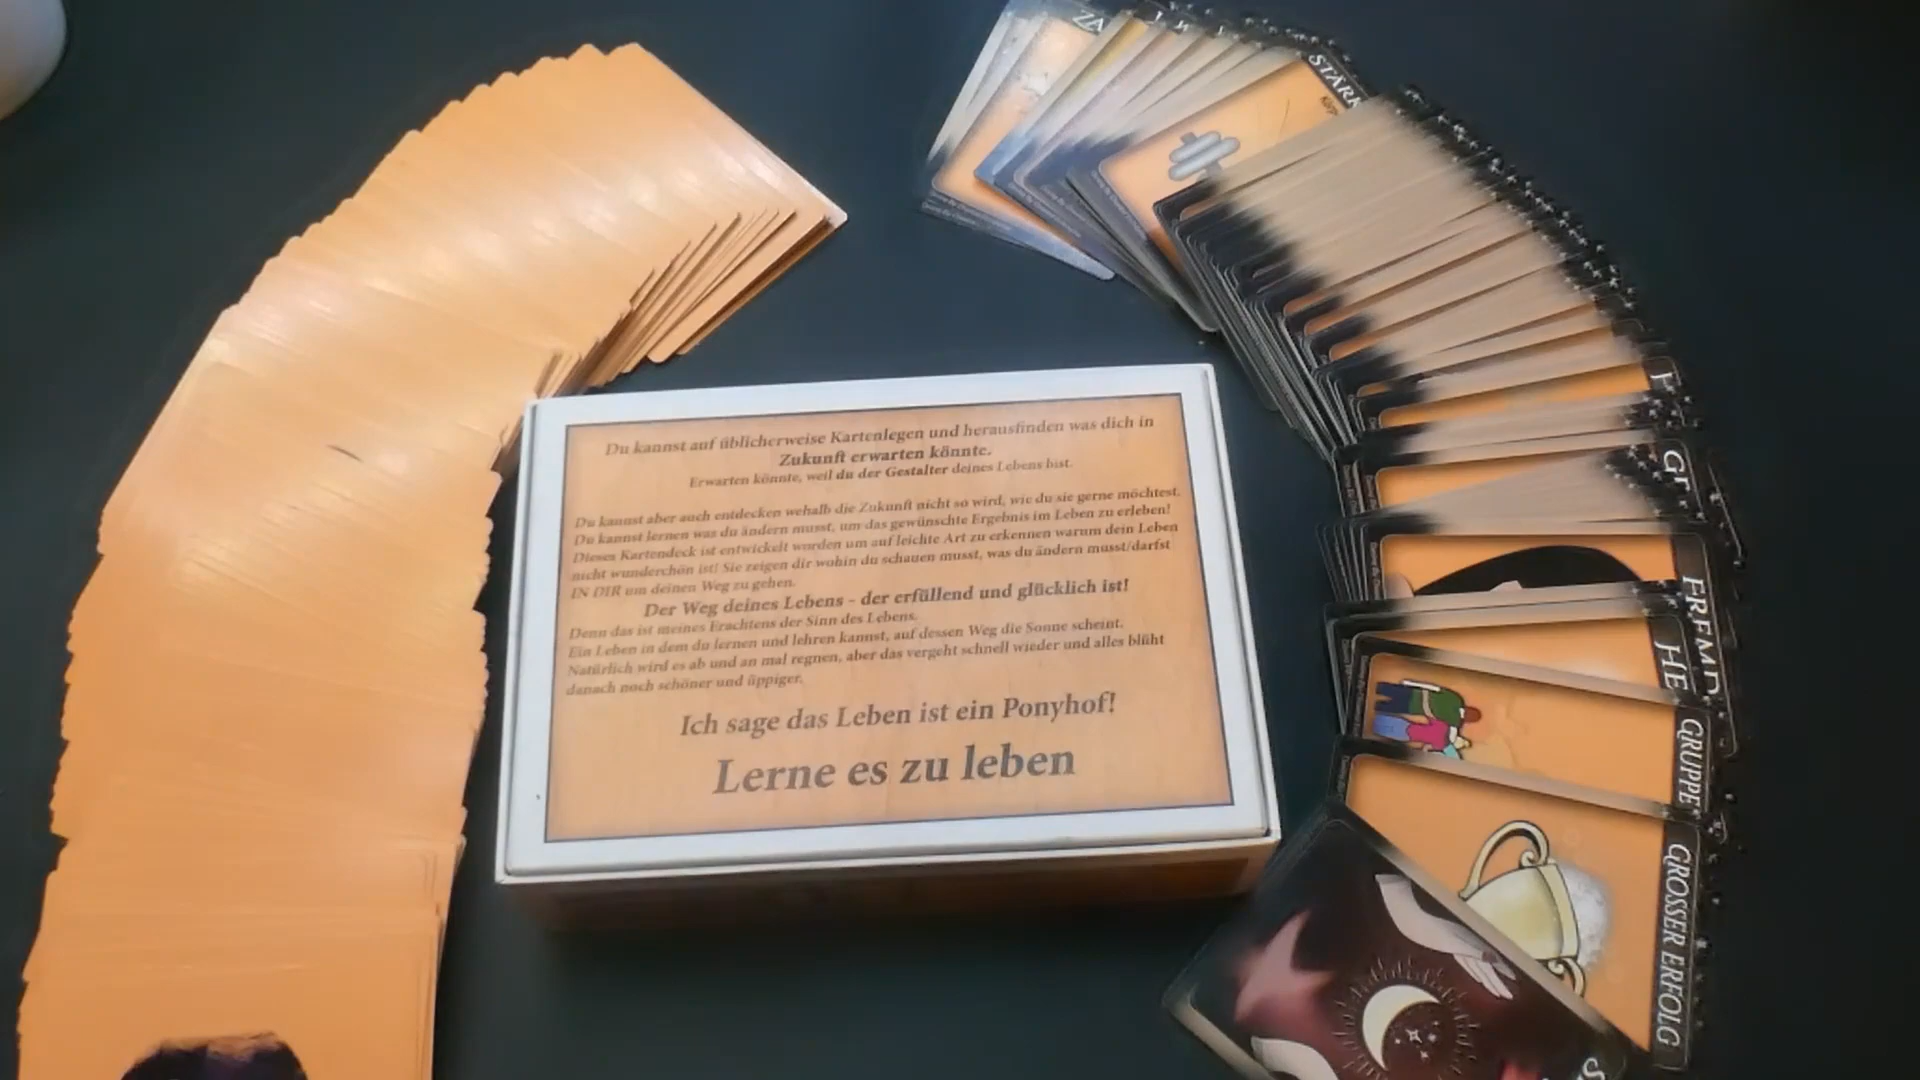 Du kannst auf üblicherweise Kartenlegen und herausfinden was dich in
Zukunft erwarten könnte.
Erwarten könnte, weil du der Gestalter deines Lebens bist.
Du kannst aber auch entdecken wehalb die Zukunft nicht so wird, wie du sie gerne möchtest.
Du kannst lernen was du ändern musst, um das gewünschte Ergebnis im Leben zu erleben!
Dieses Kartendeck ist entwickelt worden um auf leichte Art zu erkennen warum dein Leben
nicht wunderschön ist! Sie zeigen dir wohin du schauen musst, was du ändern musst/darfst
IN DIR um deinen Weg zu gehen.
Der Weg deines Lebens - der erfüllend und glücklich ist!
Denn das ist meines Erachtens der Sinn des Lebens.
Ein Leben in dem du lernen und lehren kannst, auf dessen Weg die Sonne scheint.
Natürlich wird es ab und an mal regnen, aber das vergeht schnell wieder und alles blüht
danach noch schöner und üppiger.
Ich sage das Leben ist ein Ponyhof!
Lerne es zu leben
STÄRK
FREMD
HE
GRUPPE
GROSSER ERFOLG